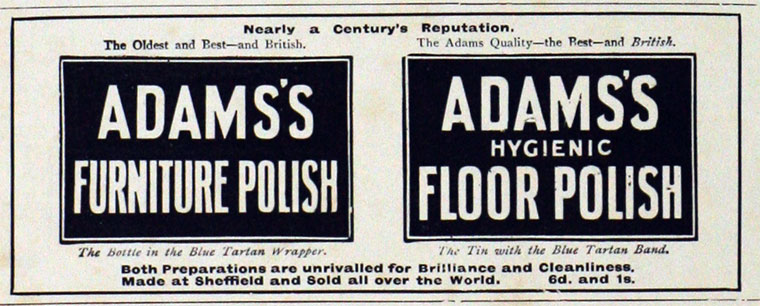 Nearly a Century's Reputation.
The Oldest and Best—and British.
ADAMS'S
FURNITURE POLISH
The Bottle in the Blue Tartan Wrapper.
The Adams Quality—the Best—and British.
ADAMS'S
HYGIENIC
FLOOR POLISH
The Tin with the Blue Tartan Band.
Both Preparations are unrivalled for Brilliance and Cleanliness.
Made at Sheffield and Sold all over the World. 6d. and 1s.